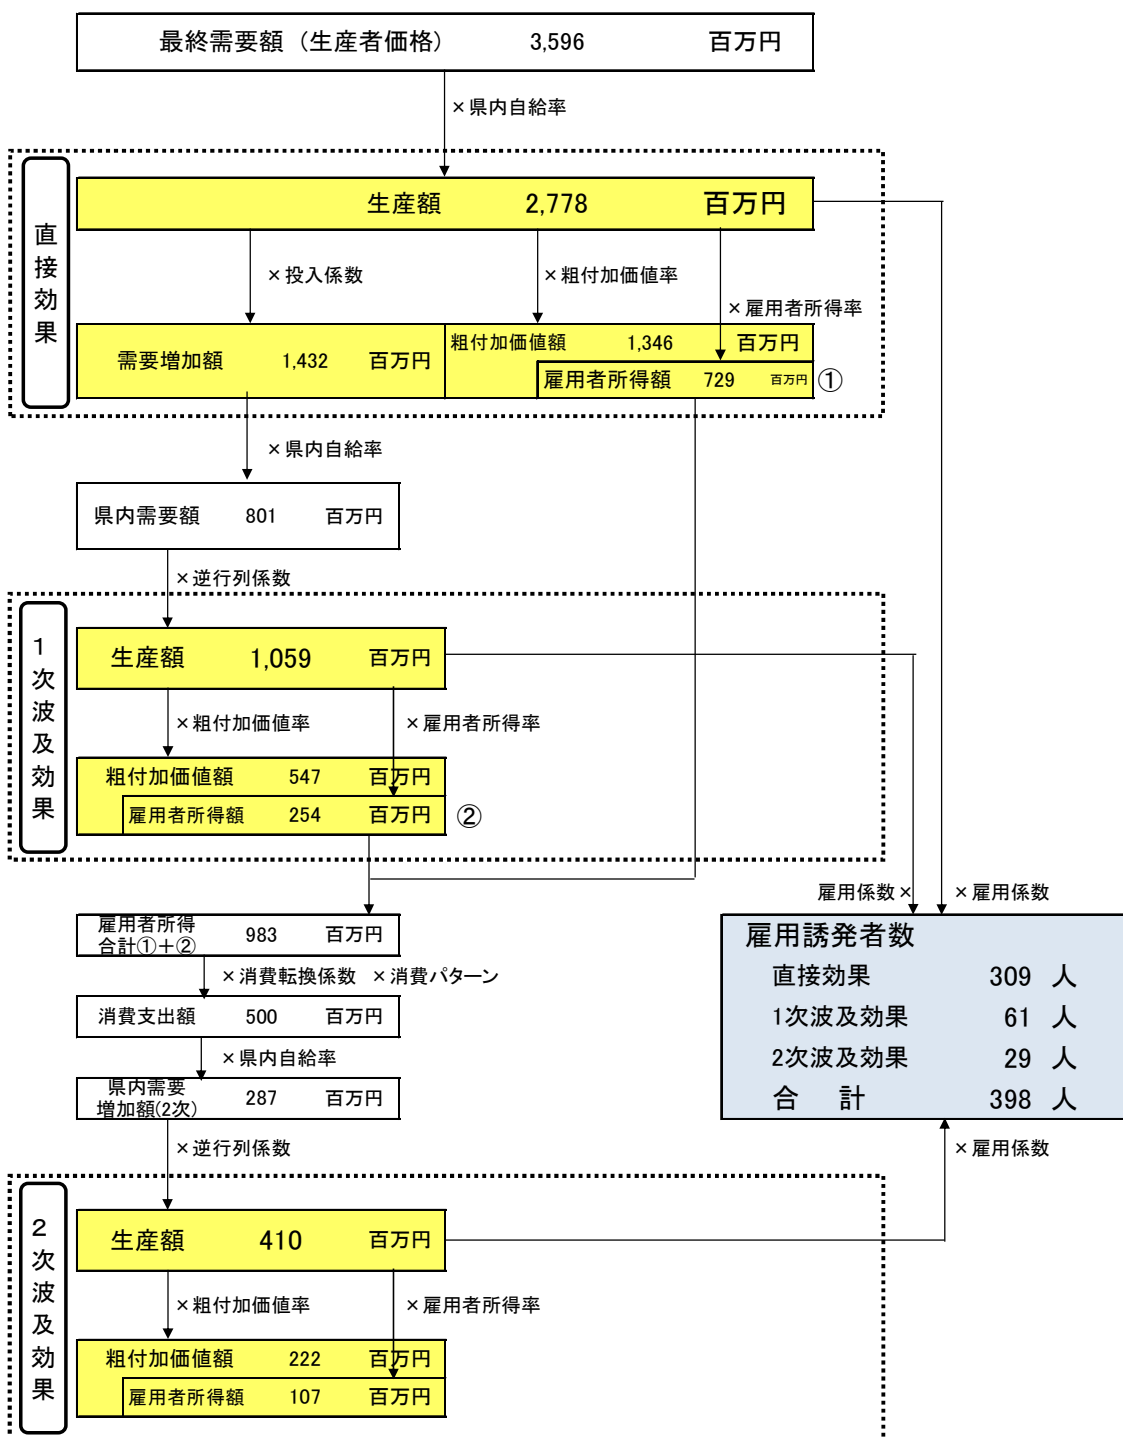 最終需要額（生産者価格） 3,596 百万円
×県内自給率
直接効果
生産額 2,778 百万円
×投入係数 ×粗付加価値率
×雇用者所得率
需要増加額 1,432 百万円
粗付加価値額 1,346 百万円
雇用者所得額 729 百万円 ①
×県内自給率
県内需要額 801 百万円
×逆行列係数
1次波及効果
生産額 1,059 百万円
×粗付加価値率 ×雇用者所得率
粗付加価値額 547 百万円
雇用者所得額 254 百万円 ②
雇用係数× ×雇用係数
雇用者所得
合計①＋② 983 百万円
×消費転換係数 ×消費パターン
消費支出額 500 百万円
×県内自給率
県内需要
増加額(2次) 287 百万円
雇用誘発者数
直接効果 309 人
1次波及効果 61 人
2次波及効果 29 人
合 計 398 人
×逆行列係数 ×雇用係数
2次波及効果
生産額 410 百万円
×粗付加価値率 ×雇用者所得率
粗付加価値額 222 百万円
雇用者所得額 107 百万円